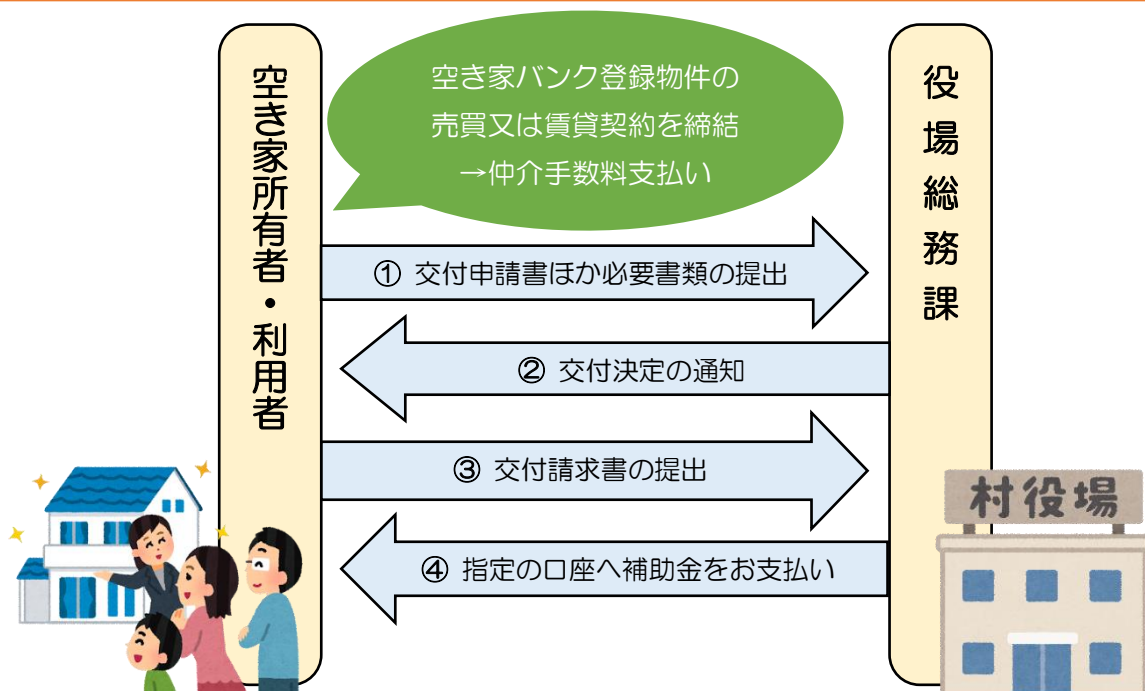 空き家バンク登録物件の
売買又は賃貸契約を締結
→仲介手数料支払い
空き家所有者・利用者
役場総務課
① 交付申請書ほか必要書類の提出
② 交付決定の通知
③ 交付請求書の提出
④ 指定の口座へ補助金をお支払い
村役場